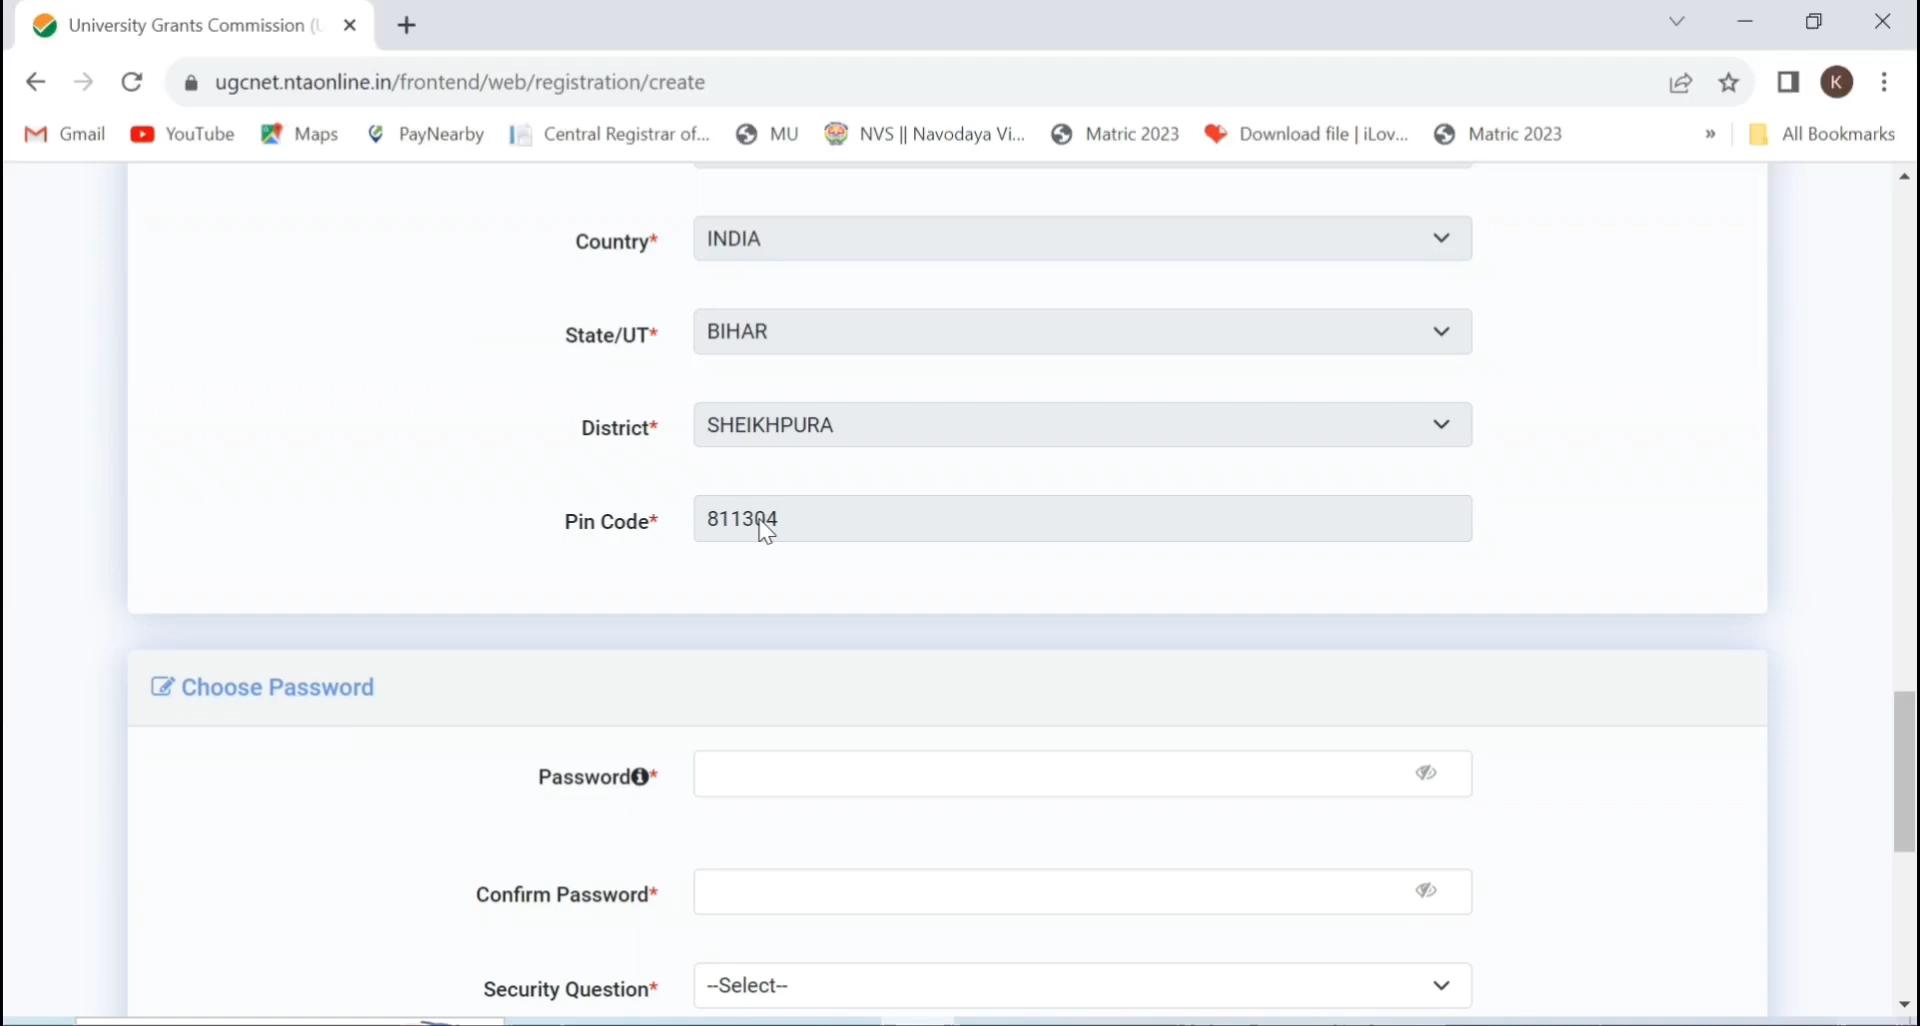 University Grants Commission (
ugcnet.ntaonline.in/frontend/web/registration/create
K
Gmail
YouTube
Maps
PayNearby
Central Registrar of...
MU
NVS || Navodaya Vi...
Matric 2023
Download file | iLov...
Matric 2023
»
All Bookmarks
Country* INDIA
State/UT* BIHAR
District* SHEIKHPURA
Pin Code* 811304
Choose Password
Password*
Confirm Password*
Security Question* --Select--